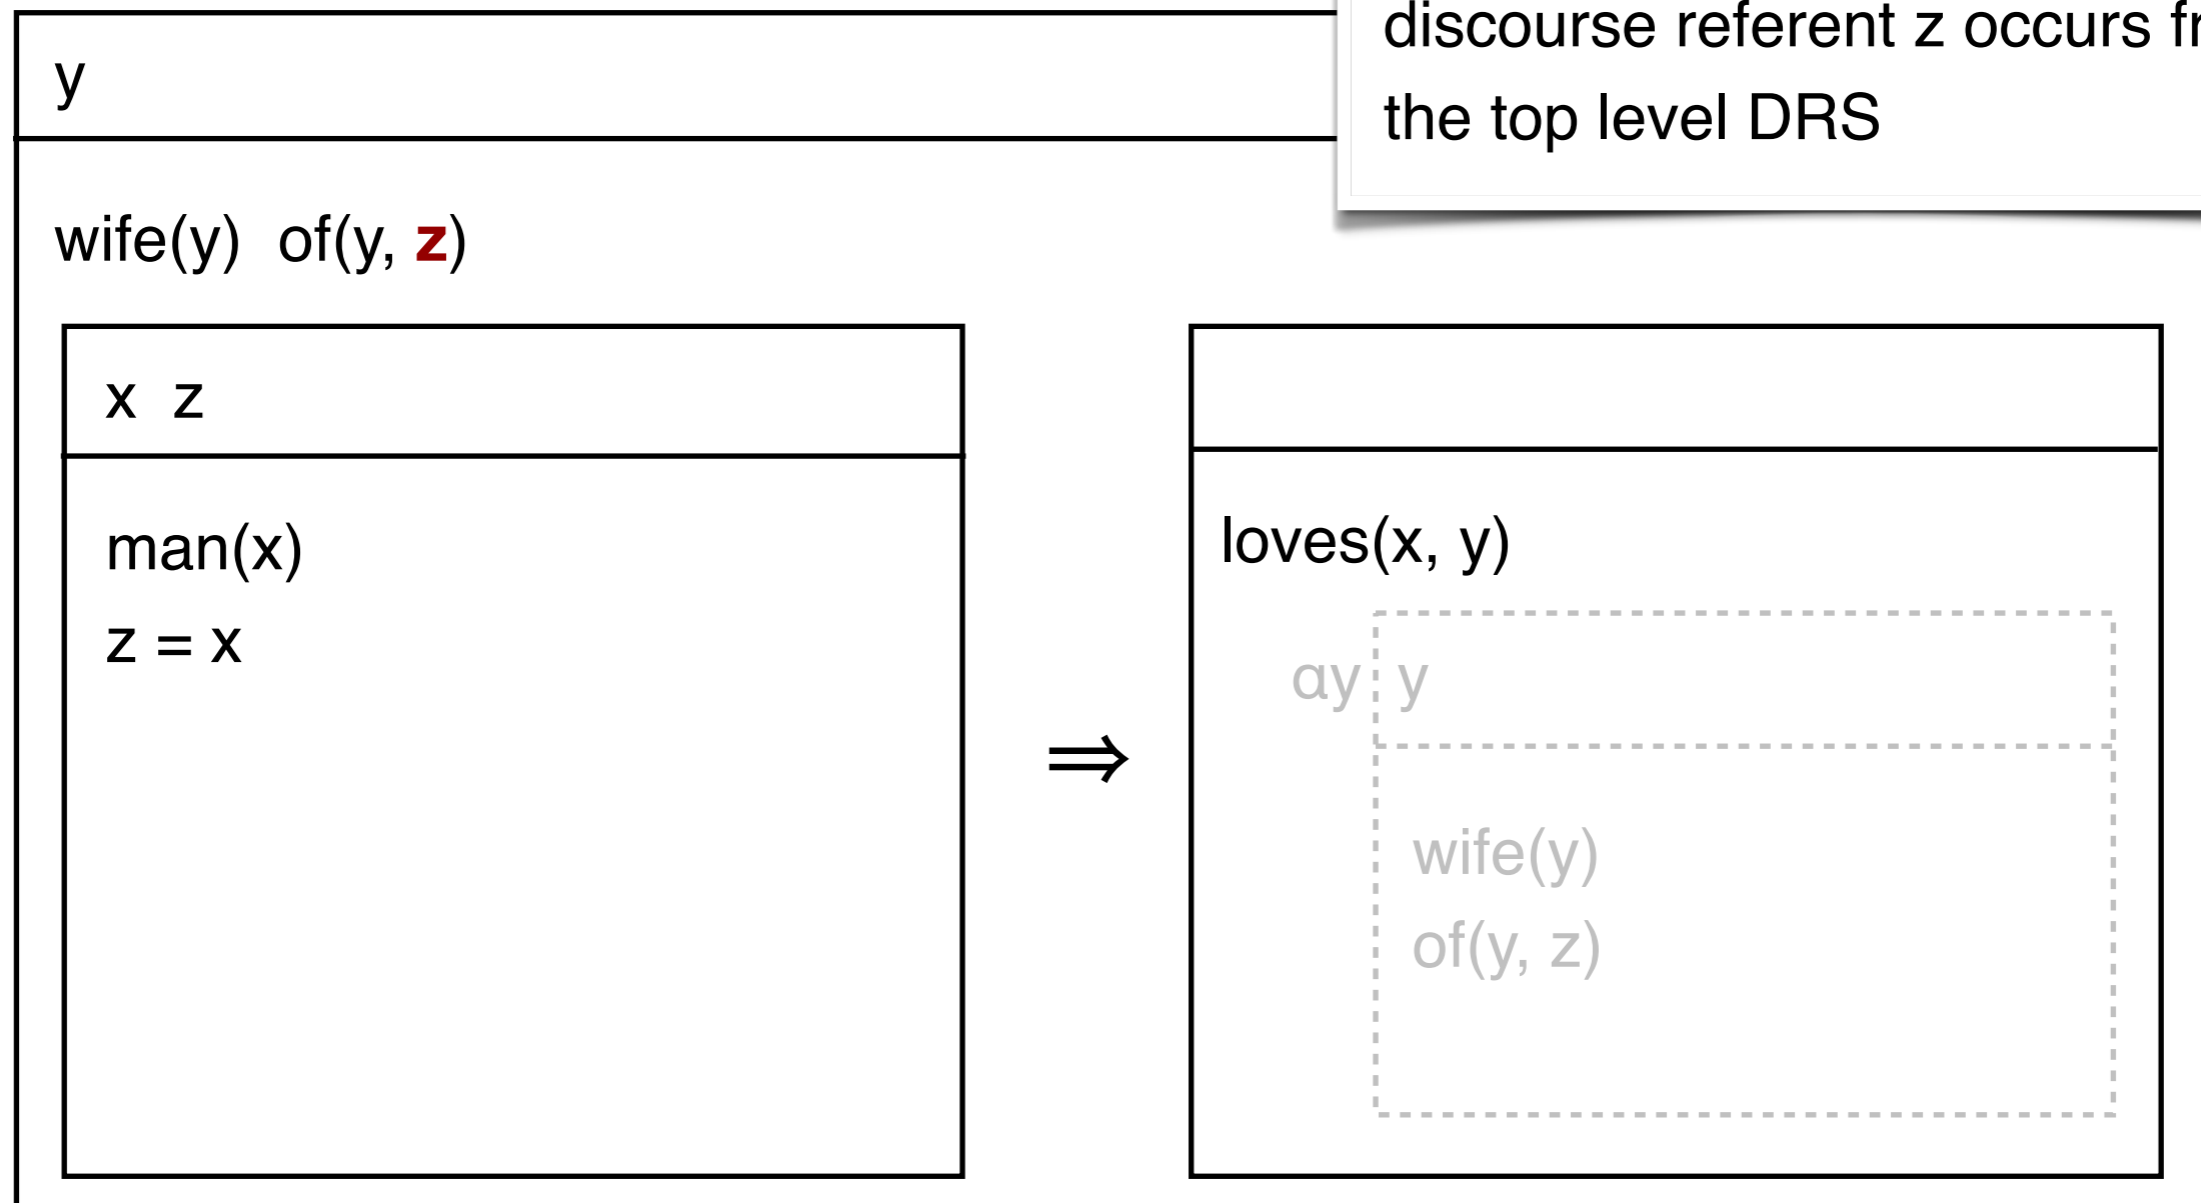 discourse referent z occurs
the top level DRS
y
wife(y) of(y, z)
x z
man(x)
z = x
⇒
loves(x, y)
αy y
wife(y)
of(y, z)